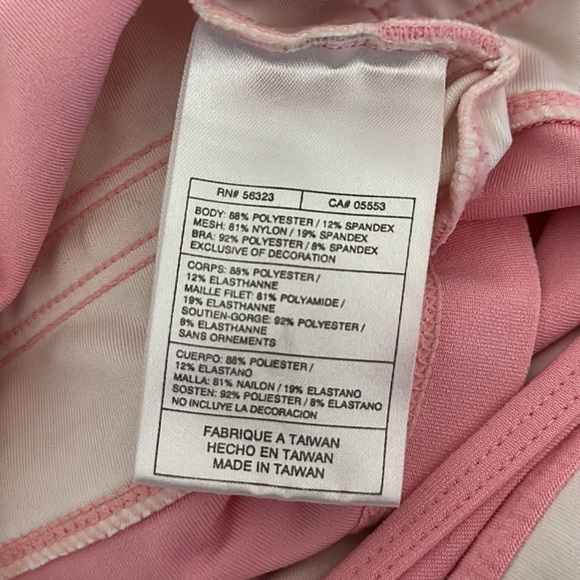 RN# 56323 CA# 05553
BODY: 88% POLYESTER / 12% SPANDEX
MESH: 81% NYLON / 19% SPANDEX
BRA: 92% POLYESTER / 8% SPANDEX
EXCLUSIVE OF DECORATION
CORPS: 88% POLYESTER /
12% ELASTHANNE
MAILLE FILET: 81% POLYAMIDE /
19% ELASTHANNE
SOUTIEN-GORGE: 92% POLYESTER /
8% ELASTHANNE
SANS ORNEMENTS
CUERPO: 88% POLIESTER /
12% ELASTANO
MALLA: 81% NAILON / 19% ELASTANO
SOSTEN: 92% POLIESTER / 8% ELASTANO
NO INCLUYE LA DECORACION
FABRIQUE A TAIWAN
HECHO EN TAIWAN
MADE IN TAIWAN